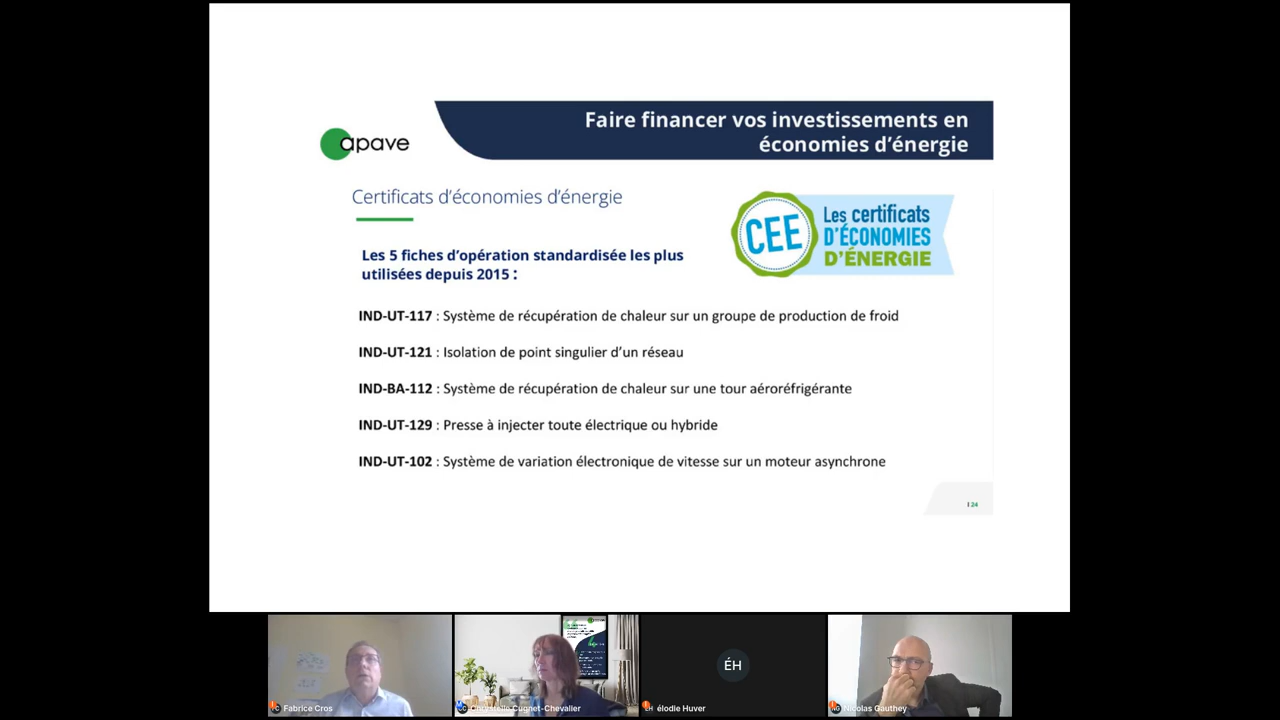 apave
Faire financer vos investissements en
économies d’énergie
Certificats d’économies d’énergie
CEE
Les certificats
D’ÉCONOMIES
D’ÉNERGIE
Les 5 fiches d’opération standardisée les plus
utilisées depuis 2015 :
IND-UT-117 : Système de récupération de chaleur sur un groupe de production de froid
IND-UT-121 : Isolation de point singulier d’un réseau
IND-BA-112 : Système de récupération de chaleur sur une tour aéroréfrigérante
IND-UT-129 : Presse à injecter toute électrique ou hybride
IND-UT-102 : Système de variation électronique de vitesse sur un moteur asynchrone
I 24
ÉH
Fabrice Cros
Christelle Cugnet-Chevalier
élodie Huver
Nicolas Gauthey